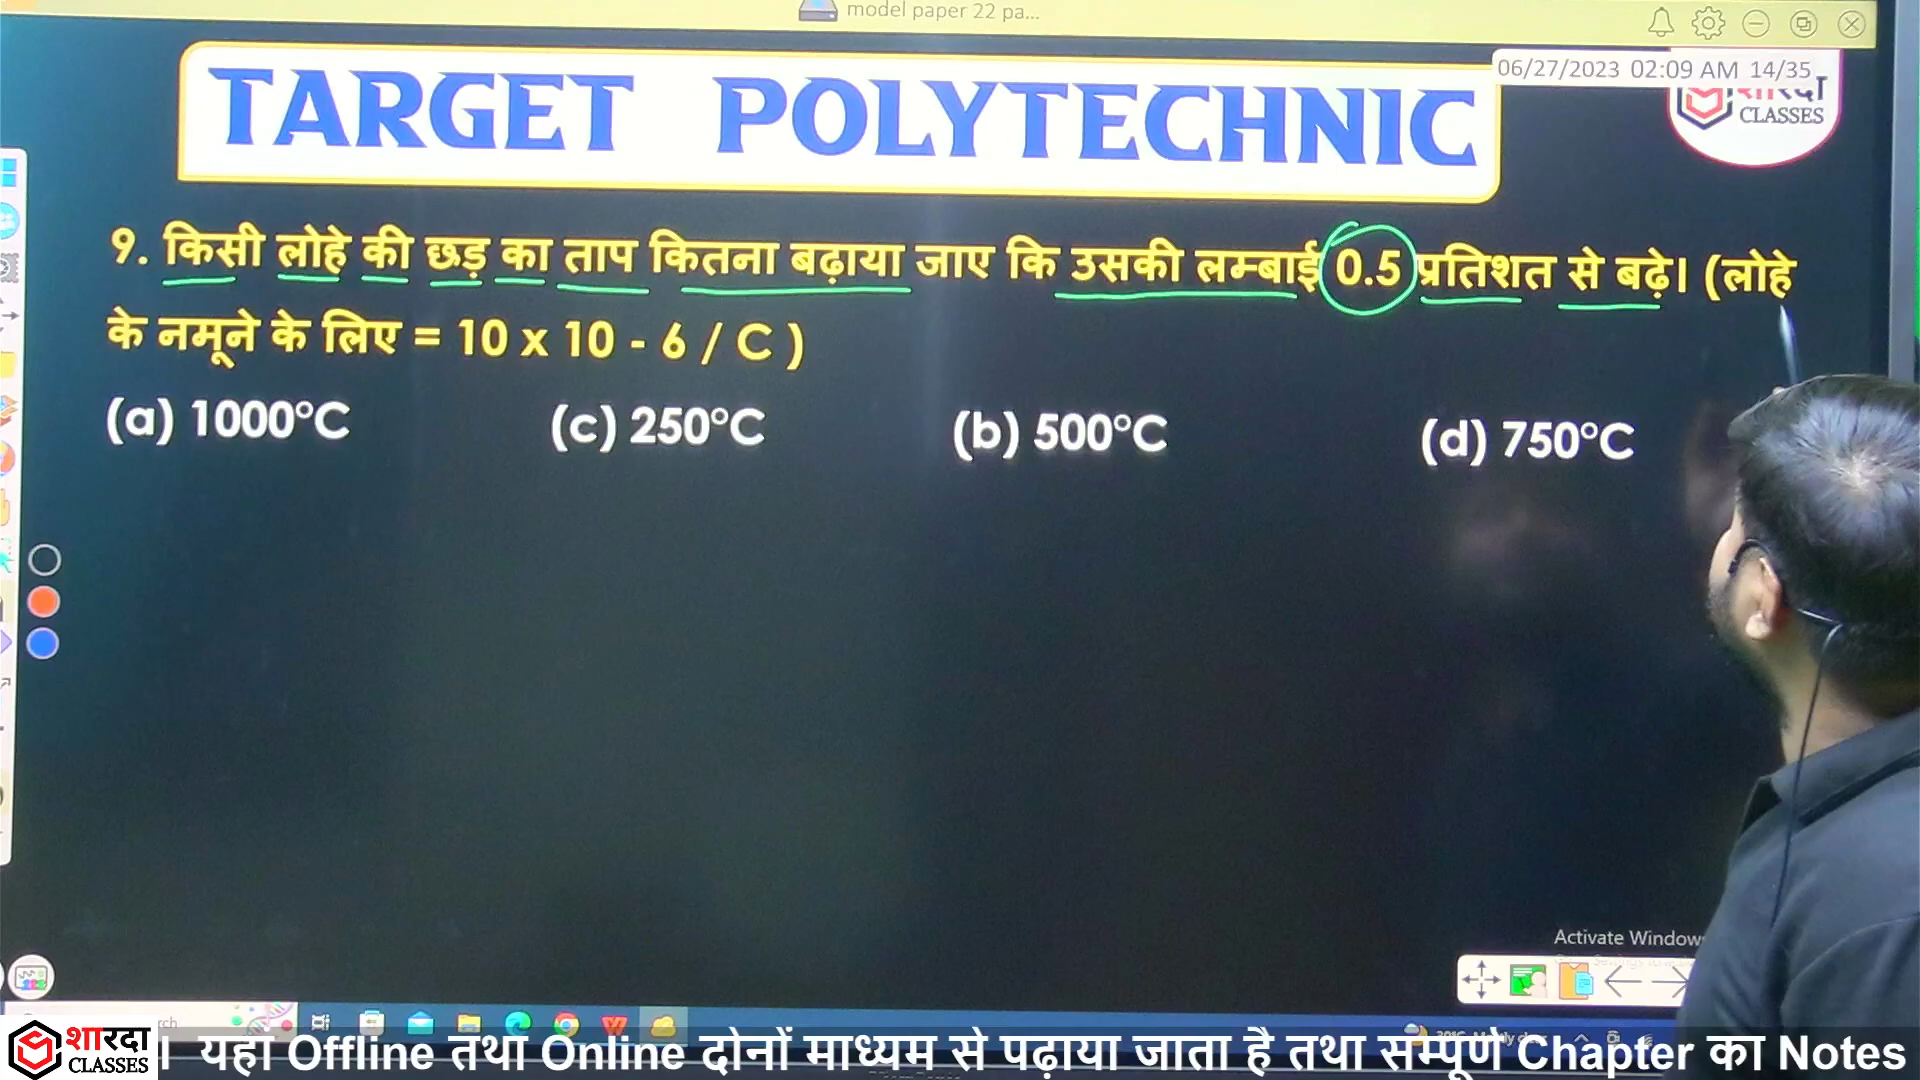 model paper 22 pa...
06/27/2023 02:09 AM 14/35
TARGET POLYTECHNIC
शारदा
CLASSES
9. किसी लोहे की छड़ का ताप कितना बढ़ाया जाए कि उसकी लम्बाई 0.5 प्रतिशत से बढ़े। (लोहे
के नमूने के लिए = 10 x 10 - 6 / C )
(a) 1000°C (c) 250°C (b) 500°C (d) 750°C
Activate Window
शारदा
CLASSES
। यहा Offline तथा Online दोनों माध्यम से पढ़ाया जाता है तथा सम्पूर्ण Chapter का Notes